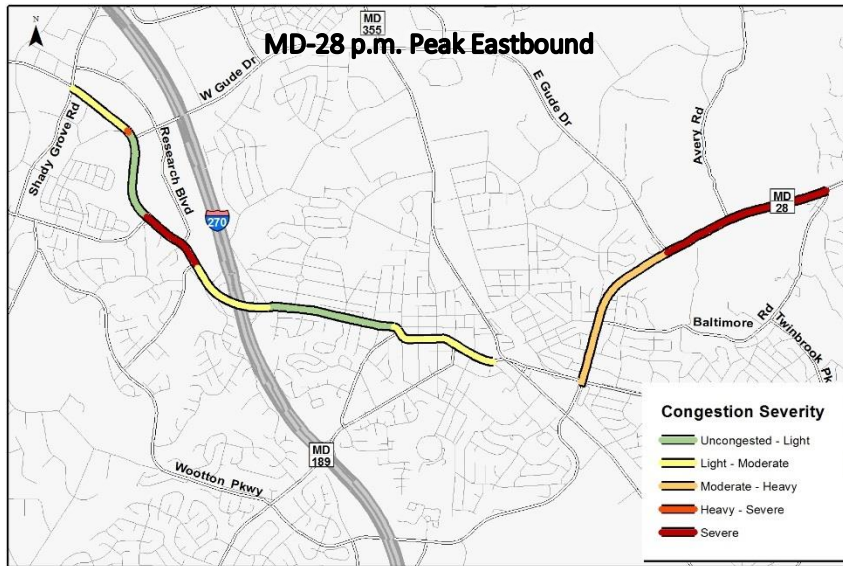 MD-28 p.m. Peak Eastbound
N
MD
355
W Gude Dr
E Gude Dr
Avery Rd
Shady Grove Rd
Research Blvd
270
MD
28
Baltimore Rd
Twinbrook Pk
MD
189
Wootton Pkwy
Congestion Severity
Uncongested - Light
Light - Moderate
Moderate - Heavy
Heavy - Severe
Severe